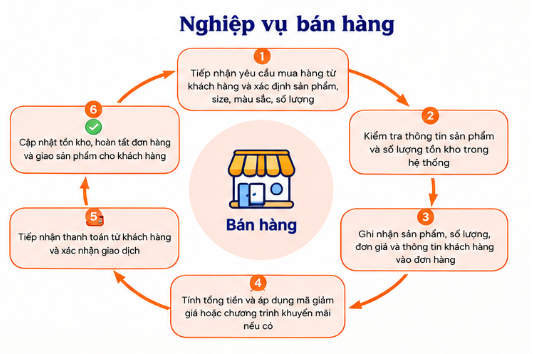 Nghiệp vụ bán hàng
1
Tiếp nhận yêu cầu mua hàng từ
khách hàng và xác định sản phẩm,
size, màu sắc, số lượng
2
Kiểm tra thông tin sản phẩm
và số lượng tồn kho trong
hệ thống
3
Ghi nhận sản phẩm, số lượng,
đơn giá và thông tin khách hàng
vào đơn hàng
4
Tính tổng tiền và áp dụng mã giảm
giá hoặc chương trình khuyến mãi
nếu có
5
Tiếp nhận thanh toán từ khách hàng
và xác nhận giao dịch
6
Cập nhật tồn kho, hoàn tất đơn hàng
và giao sản phẩm cho khách hàng
Bán hàng